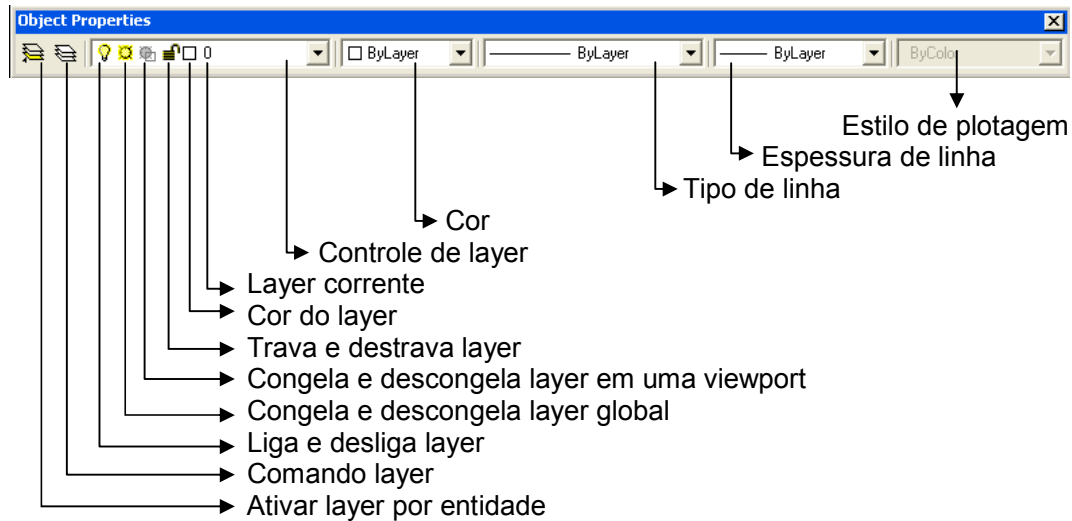 Object Properties
0 ByLayer ByLayer ByLayer ByColor
Estilo de plotagem
Espessura de linha
Tipo de linha
Cor
Controle de layer
Layer corrente
Cor do layer
Trava e destrava layer
Congela e descongela layer em uma viewport
Congela e descongela layer global
Liga e desliga layer
Comando layer
Ativar layer por entidade